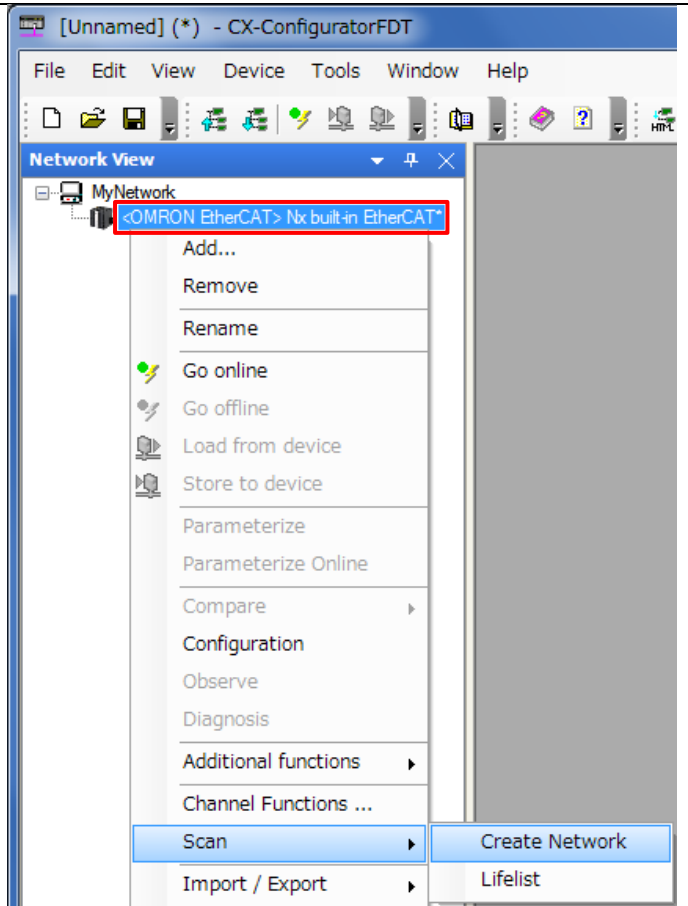 [Unnamed] (*) - CX-ConfiguratorFDT
File Edit View Device Tools Window Help
HTML
Network View
MyNetwork
<OMRON EtherCAT> Nx built-in EtherCAT*
Add...
Remove
Rename
Go online
Go offline
Load from device
Store to device
Parameterize
Parameterize Online
Compare
Configuration
Observe
Diagnosis
Additional functions
Channel Functions ...
Scan
Create Network
Import / Export
Lifelist